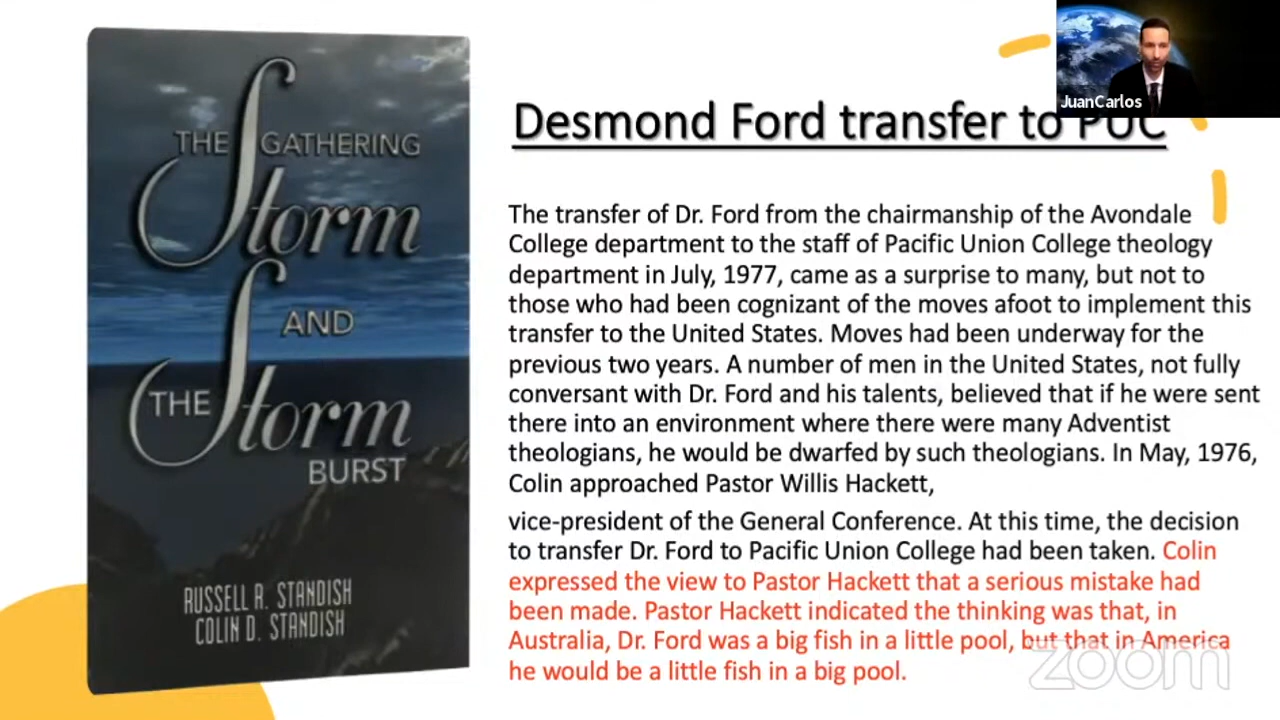 THE GATHERING
Storm
AND
THE Storm
BURST
RUSSELL R. STANDISH
COLIN D. STANDISH
JuanCarlos
Desmond Ford transfer to PUC
The transfer of Dr. Ford from the chairmanship of the Avondale
College department to the staff of Pacific Union College theology
department in July, 1977, came as a surprise to many, but not to
those who had been cognizant of the moves afoot to implement this
transfer to the United States. Moves had been underway for the
previous two years. A number of men in the United States, not fully
conversant with Dr. Ford and his talents, believed that if he were sent
there into an environment where there were many Adventist
theologians, he would be dwarfed by such theologians. In May, 1976,
Colin approached Pastor Willis Hackett,
vice-president of the General Conference. At this time, the decision
to transfer Dr. Ford to Pacific Union College had been taken. Colin
expressed the view to Pastor Hackett that a serious mistake had
been made. Pastor Hackett indicated the thinking was that, in
Australia, Dr. Ford was a big fish in a little pool, but that in America
he would be a little fish in a big pool.
zoom